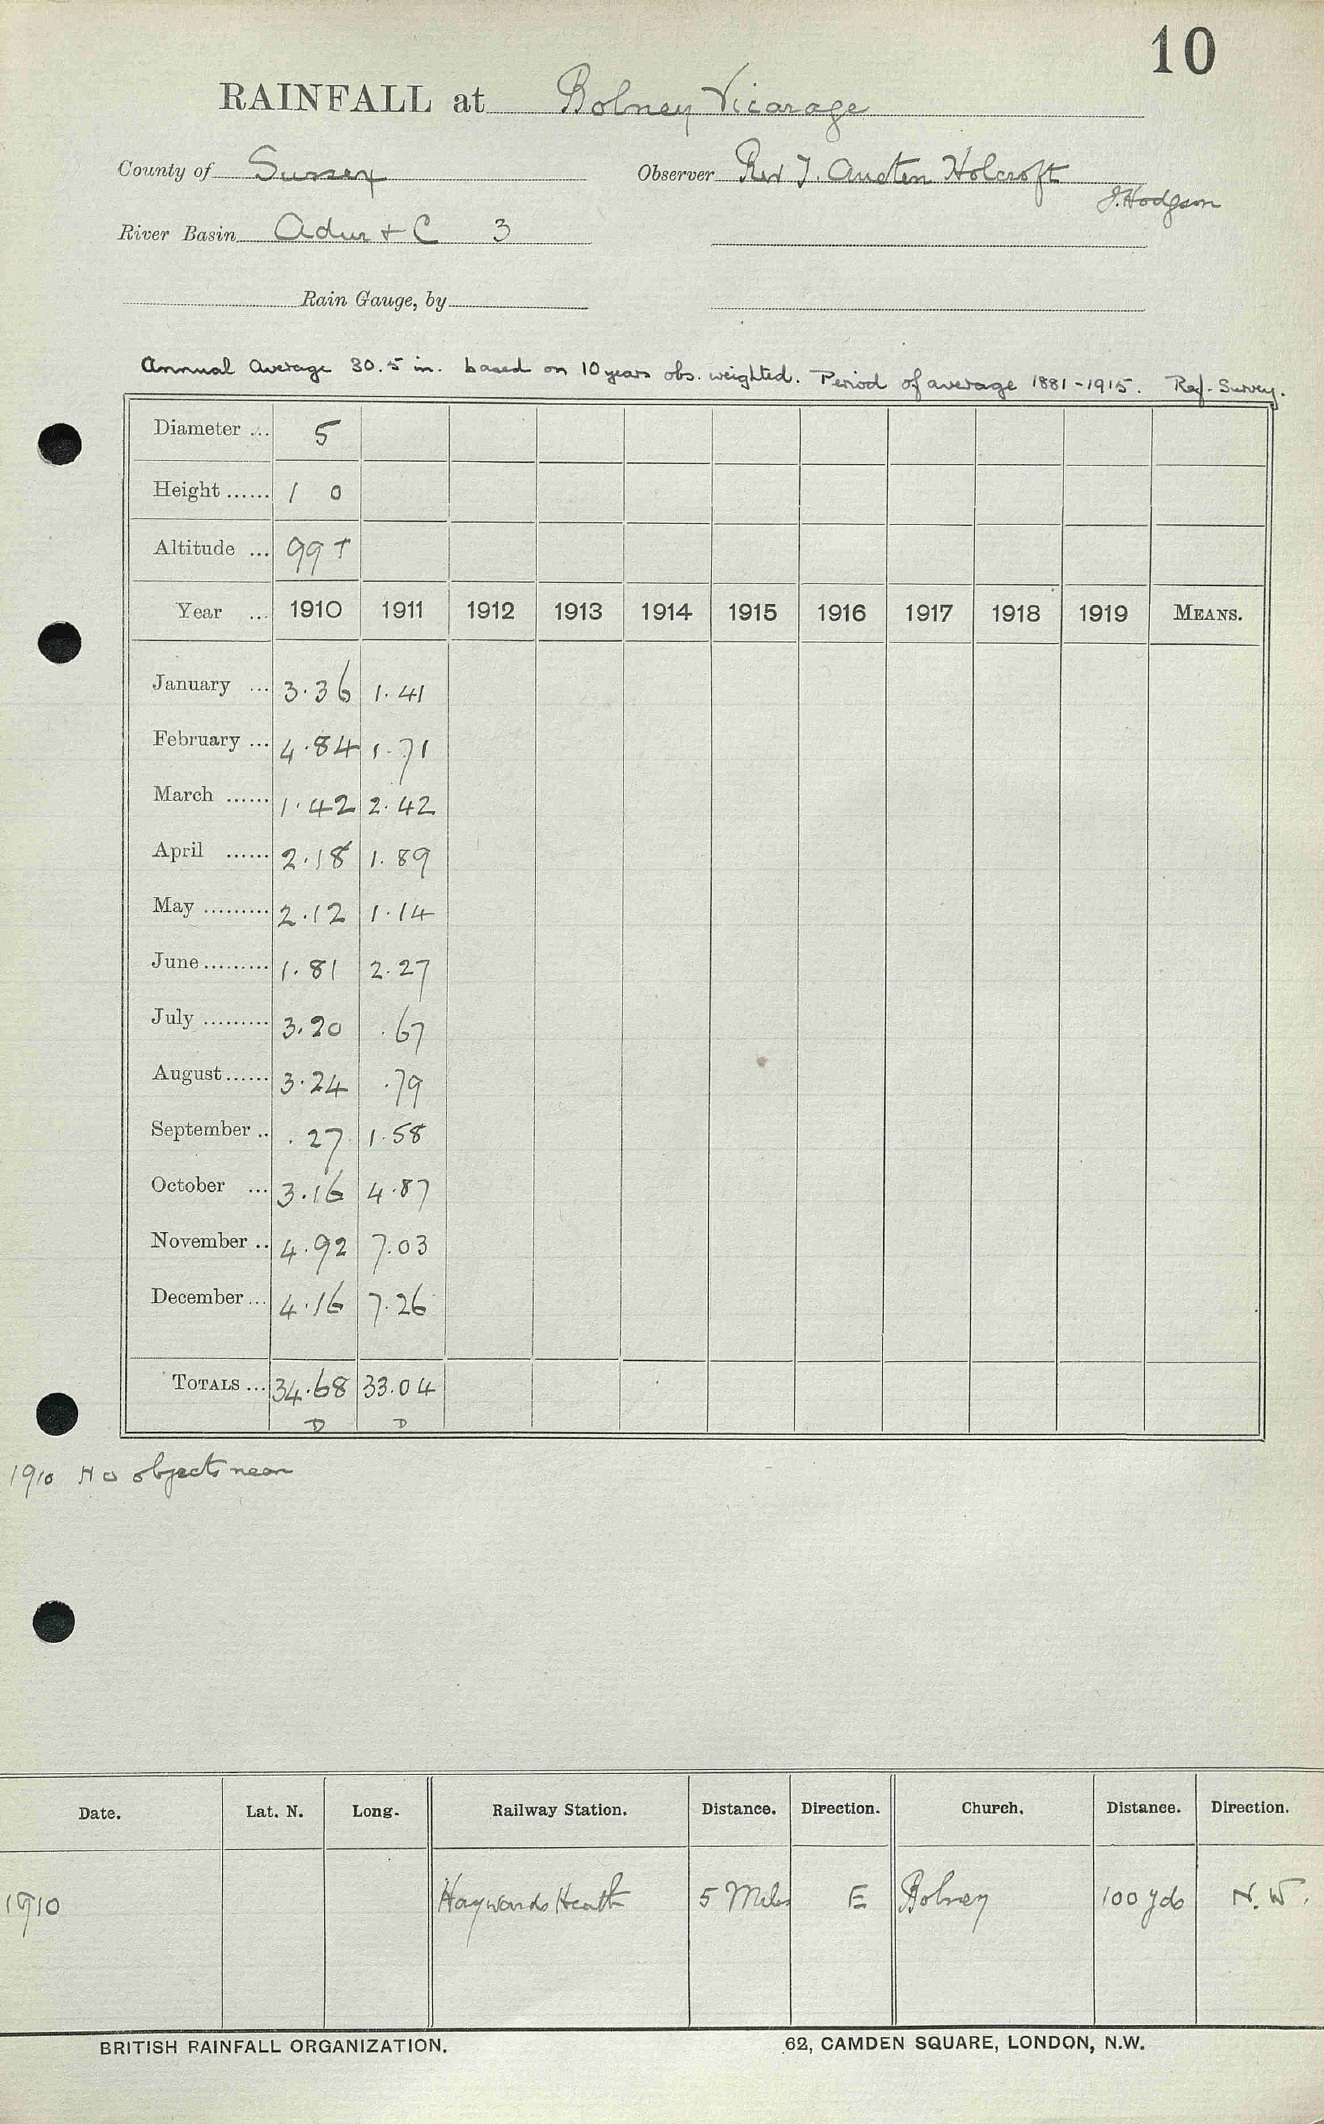 10
RAINFALL at Bolney Vicarage
County of Sussex Observer Rev J. Austen Holcroft
J. Hodgson
River Basin Adur + C 3
Rain Gauge, by
Annual Average 30.5 in. based on 10 years obs. weighted. Period of average 1881-1915. Ref. Survey.
Diameter ... 5
Height ...... 1 0
Altitude ... 99 T
Year ... 1910 1911 1912 1913 1914 1915 1916 1917 1918 1919 MEANS.
January ... 3.36 1.41
February ... 4.84 1.71
March ...... 1.42 2.42
April ...... 2.18 1.89
May ......... 2.12 1.14
June ......... 1.81 2.27
July ......... 3.20 .67
August ...... 3.24 .79
September .. .27 1.58
October ... 3.16 4.87
November .. 4.92 7.03
December ... 4.16 7.26
TOTALS ... 34.68 33.04
D D
1910 No objects near
Date. Lat. N. Long. Railway Station. Distance. Direction. Church. Distance. Direction.
1910 Haywards Heath 5 Miles E Bolney 100 yds N.W.
BRITISH RAINFALL ORGANIZATION. 62, CAMDEN SQUARE, LONDON, N.W.